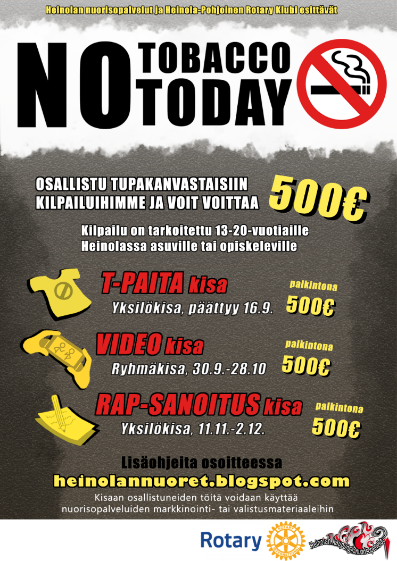 Heinolan nuorisopalvelut ja Heinola-Pohjoinen Rotary Klubi esittävät
NO TOBACCO
TODAY
OSALLISTU TUPAKANVASTAISIIN
KILPAILUIHIMME JA VOIT VOITTAA 500€
Kilpailu on tarkoitettu 13-20-vuotiaille
Heinolassa asuville tai opiskeleville
T-PAITA kisa
Yksilökisa, päättyy 16.9.
palkintona
500€
VIDEO kisa
Ryhmäkisa, 30.9.-28.10
palkintona
500€
RAP-SANOITUS kisa
Yksilökisa, 11.11.-2.12.
palkintona
500€
Lisäohjeita osoitteessa
heinolannuoret.blogspot.com
Kisaan osallistuneiden töitä voidaan käyttää
nuorisopalveluiden markkinointi- tai valistusmateriaaleihin
Rotary